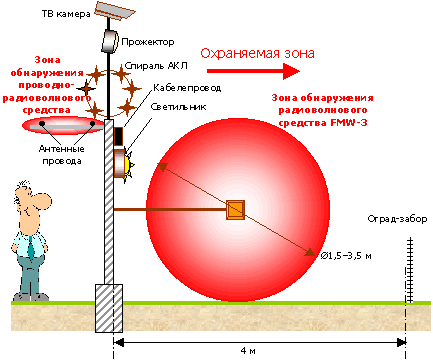 ТВ камера
Прожектор
Охраняемая зона
Зона
обнаружения
проводно-
радиоволнового
средства
Спираль АКЛ
Кабелепровод
Светильник
Зона обнаружения
радиоволнового
средства FMW-3
Антенные
провода
Оград-забор
Ø1,5–3,5 м
4 м